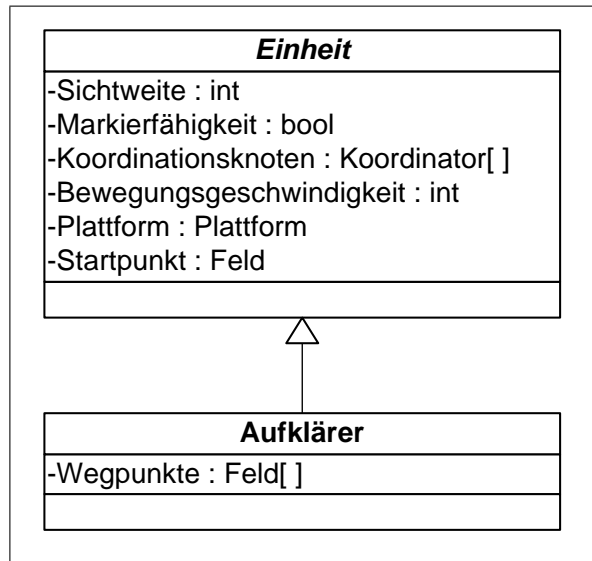 Einheit
-Sichtweite : int
-Markierfähigkeit : bool
-Koordinationsknoten : Koordinator[ ]
-Bewegungsgeschwindigkeit : int
-Plattform : Plattform
-Startpunkt : Feld
Aufklärer
-Wegpunkte : Feld[ ]